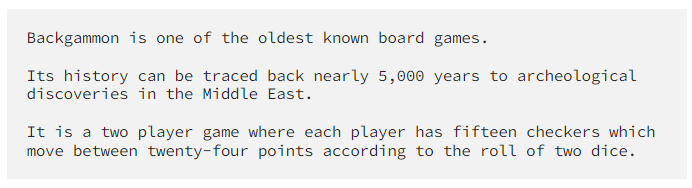 Backgammon is one of the oldest known board games.
Its history can be traced back nearly 5,000 years to archeological
discoveries in the Middle East.
It is a two player game where each player has fifteen checkers which
move between twenty-four points according to the roll of two dice.